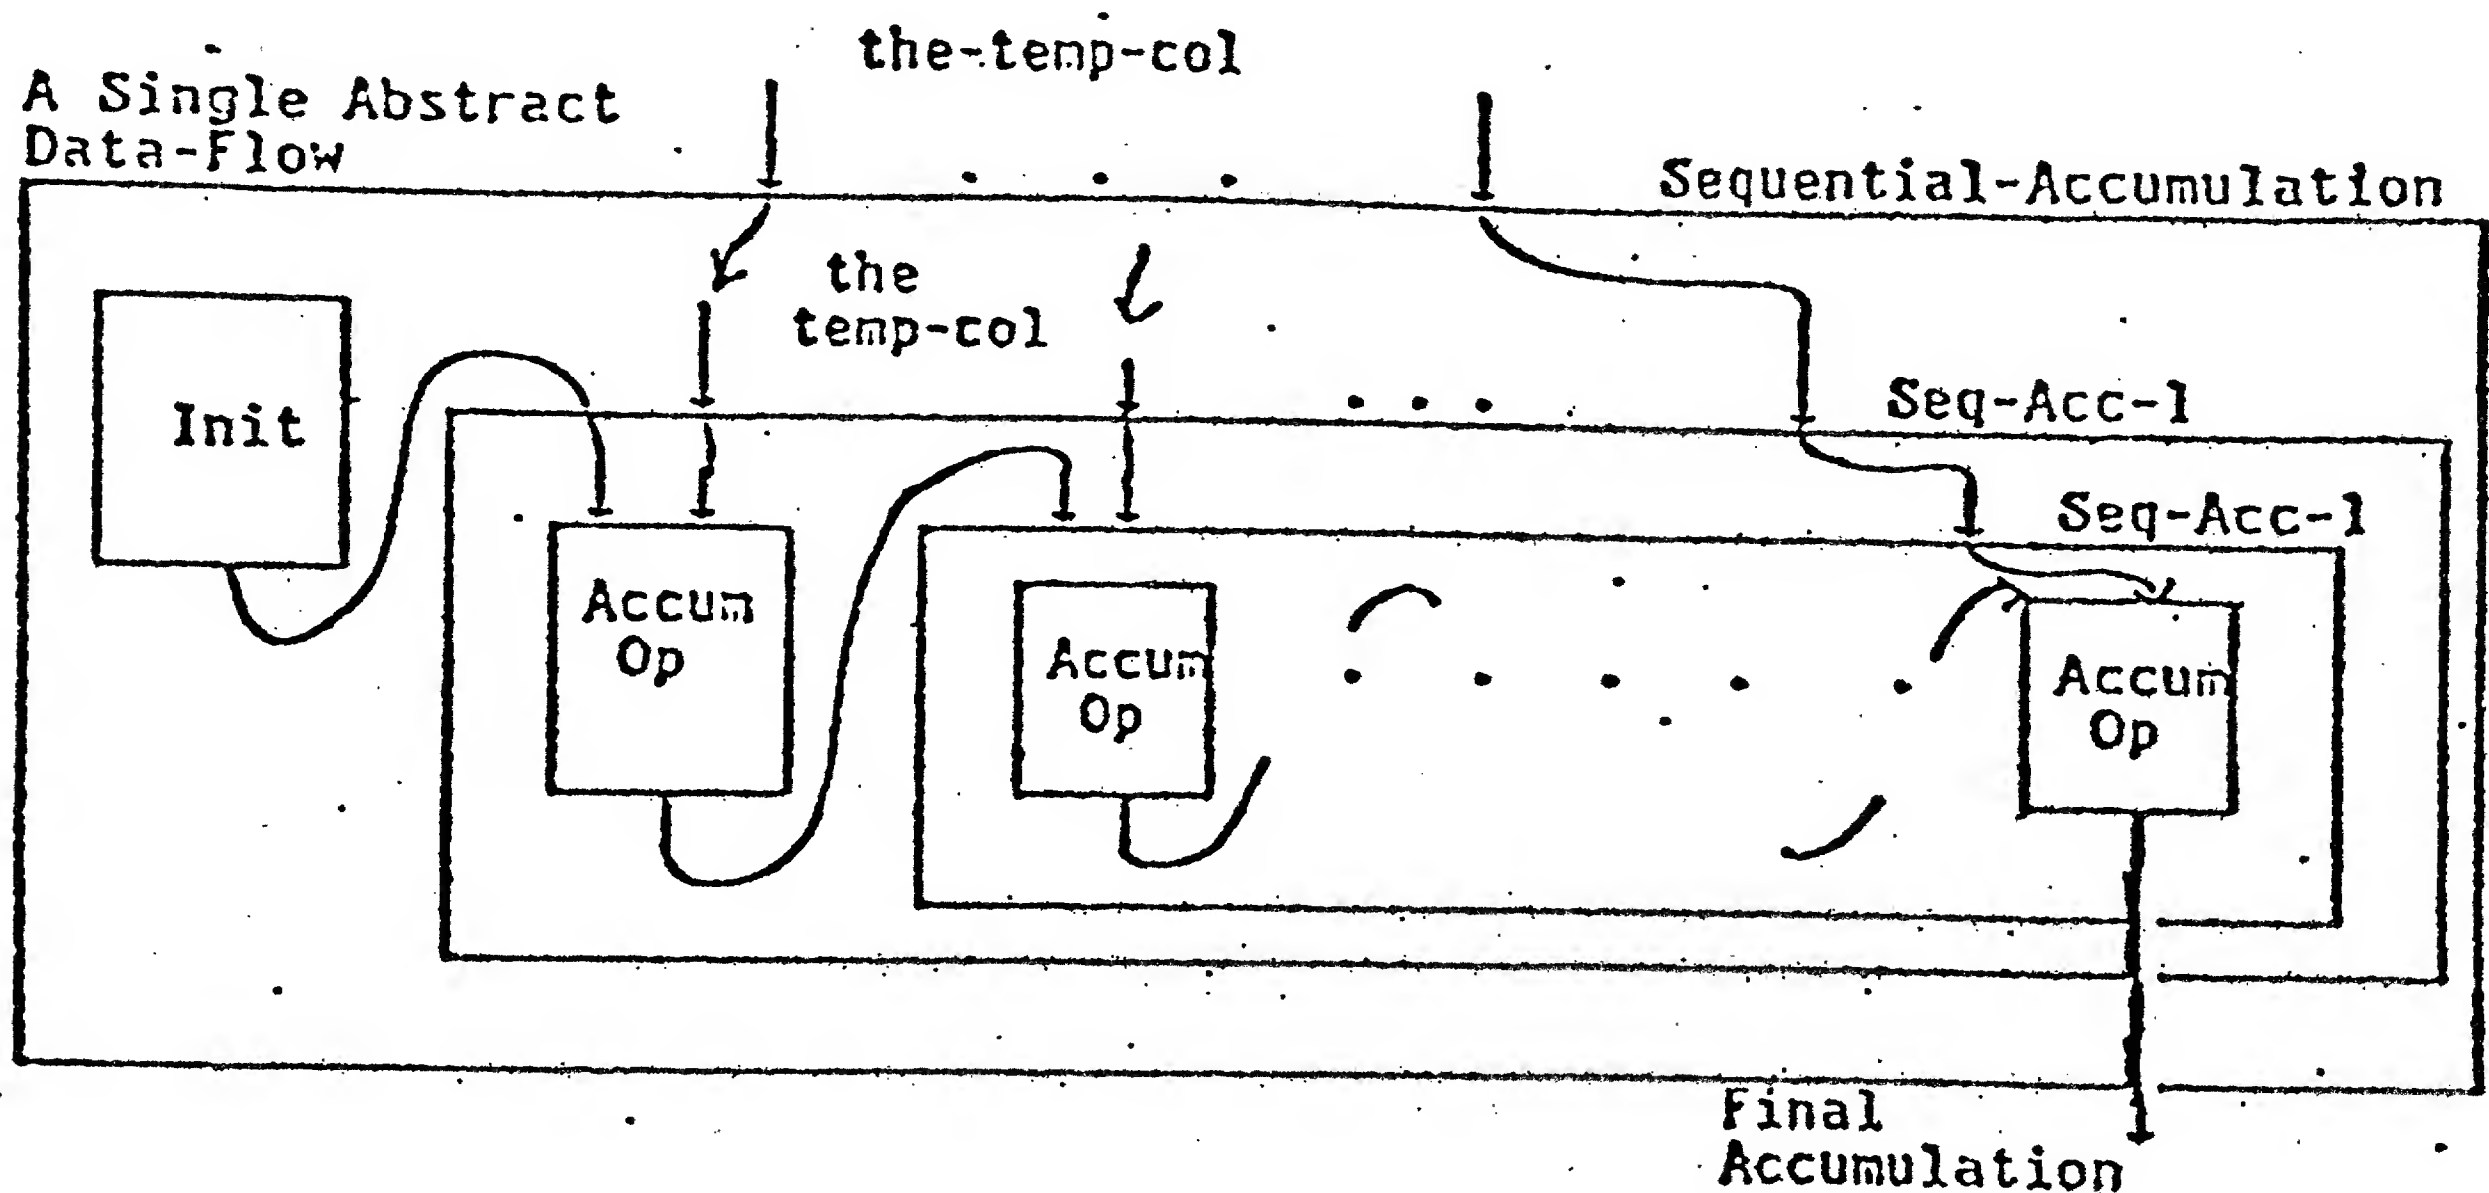 the-temp-col
A Single Abstract
Data-Flow
Sequential-Accumulation
the
temp-col
Init
Seq-Acc-1
Seq-Acc-1
Accum
Op
Accum
Op
Accum
Op
Final
Accumulation